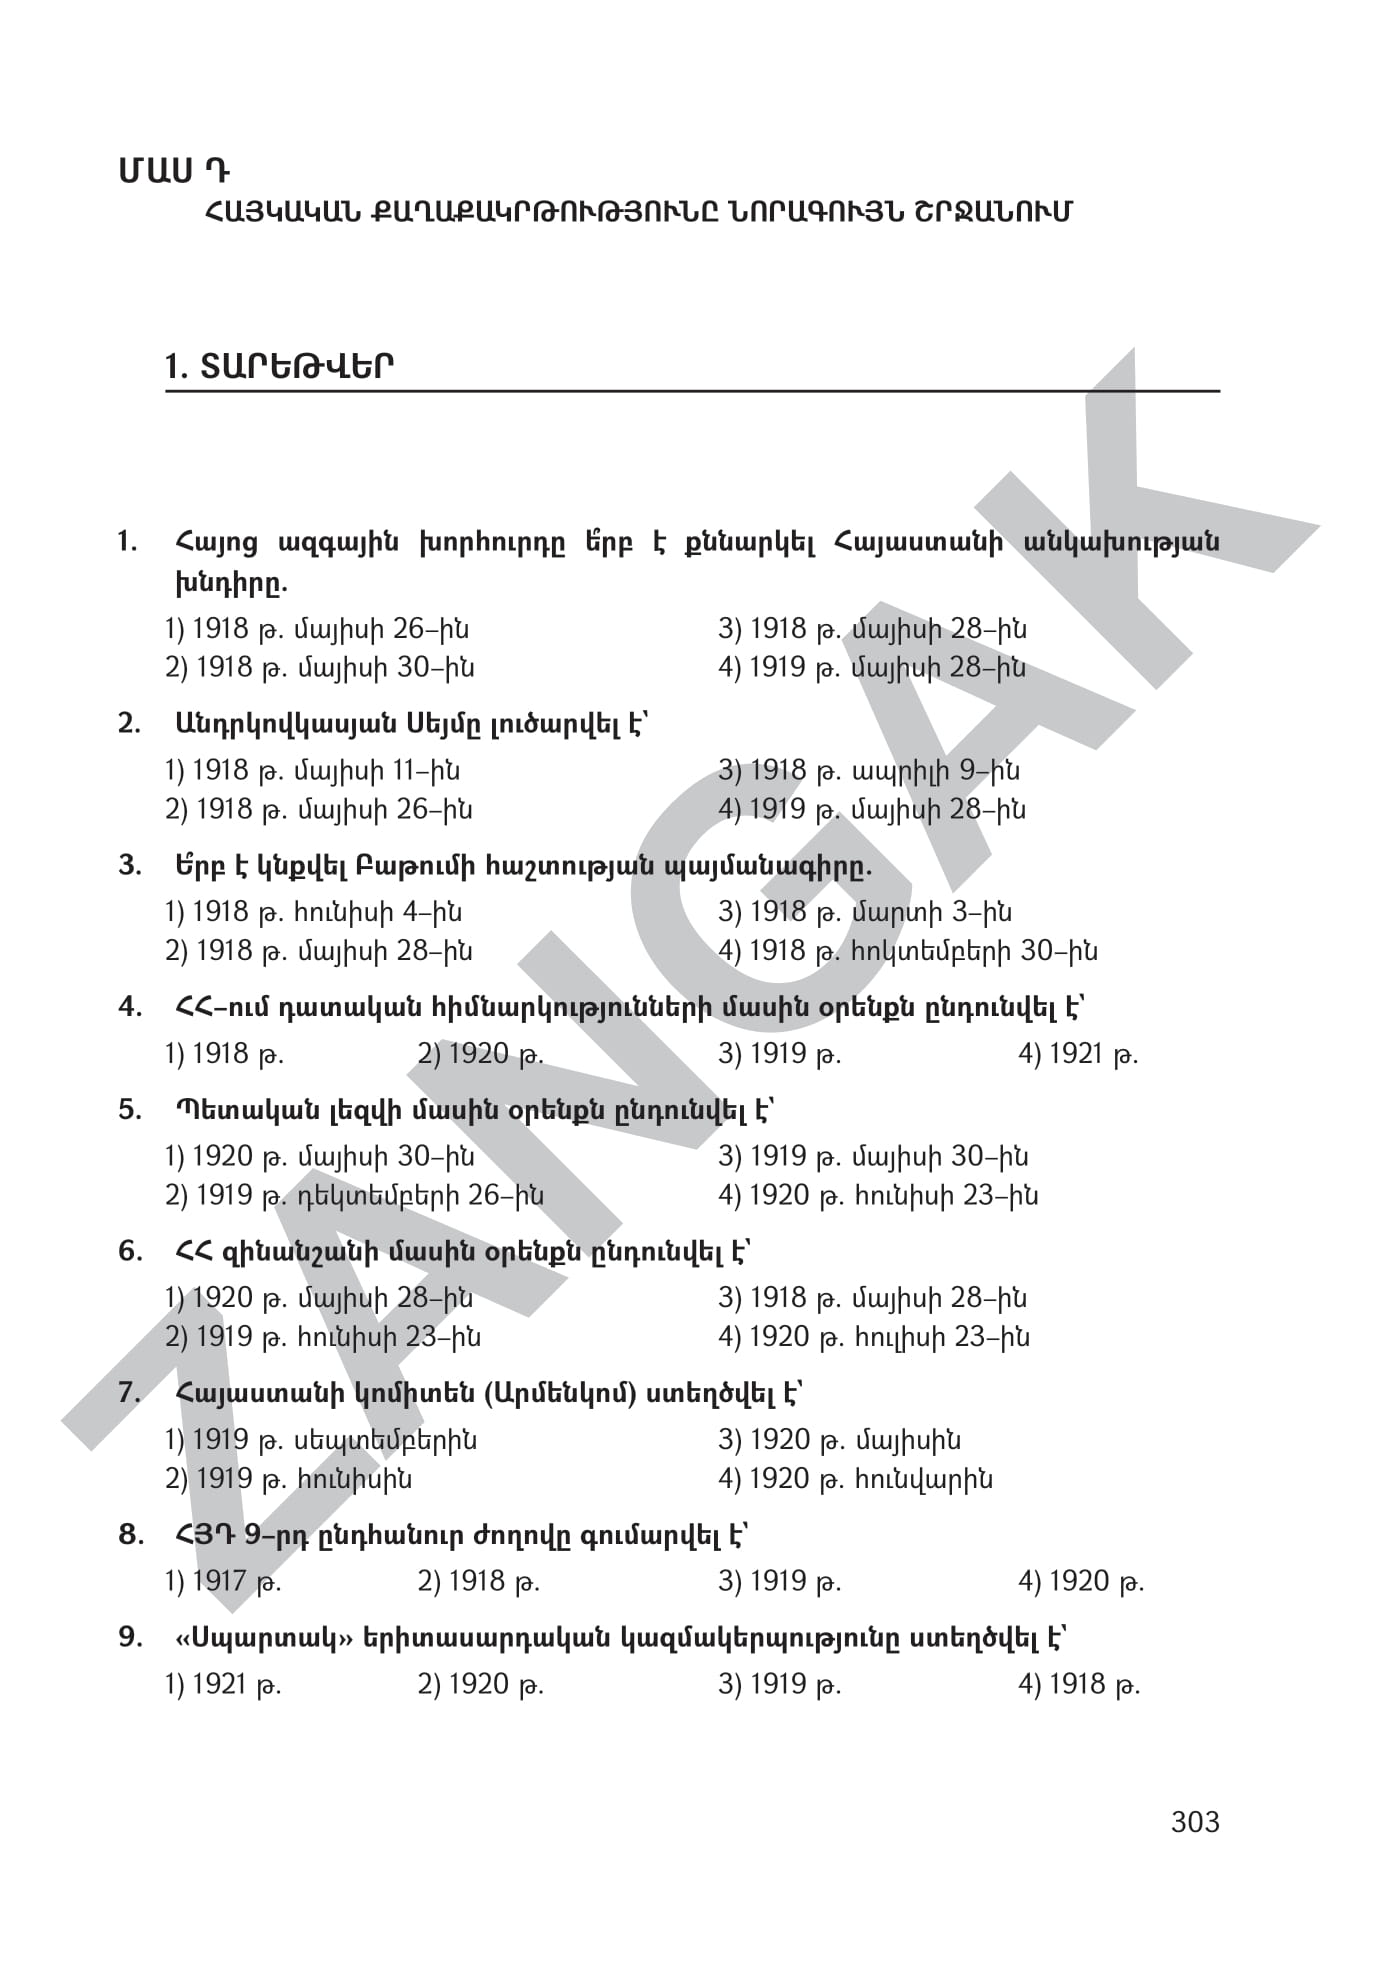 ՄԱՍ Դ
ՀԱՅԿԱԿԱՆ ՔԱՂԱՔԱԿՐԹՈՒԹՅՈՒՆԸ ՆՈՐԱԳՈՒՅՆ ՇՐՋԱՆՈՒՄ
1. ՏԱՐԵԹՎԵՐ
1. Հայոց ազգային խորհուրդը ե՞րբ է քննարկել Հայաստանի անկախության
խնդիրը.
1) 1918 թ. մայիսի 26–ին 3) 1918 թ. մայիսի 28–ին
2) 1918 թ. մայիսի 30–ին 4) 1919 թ. մայիսի 28–ին
2. Անդրկովկասյան Սեյմը լուծարվել է՝
1) 1918 թ. մայիսի 11–ին 3) 1918 թ. ապրիլի 9–ին
2) 1918 թ. մայիսի 26–ին 4) 1919 թ. մայիսի 28–ին
3. Ե՞րբ է կնքվել Բաթումի հաշտության պայմանագիրը.
1) 1918 թ. հունիսի 4–ին 3) 1918 թ. մարտի 3–ին
2) 1918 թ. մայիսի 28–ին 4) 1918 թ. հոկտեմբերի 30–ին
4. ՀՀ–ում դատական հիմնարկությունների մասին օրենքն ընդունվել է՝
1) 1918 թ. 2) 1920 թ. 3) 1919 թ. 4) 1921 թ.
5. Պետական լեզվի մասին օրենքն ընդունվել է՝
1) 1920 թ. մայիսի 30–ին 3) 1919 թ. մայիսի 30–ին
2) 1919 թ. դեկտեմբերի 26–ին 4) 1920 թ. հունիսի 23–ին
6. ՀՀ զինանշանի մասին օրենքն ընդունվել է՝
1) 1920 թ. մայիսի 28–ին 3) 1918 թ. մայիսի 28–ին
2) 1919 թ. հունիսի 23–ին 4) 1920 թ. հուլիսի 23–ին
7. Հայաստանի կոմիտեն (Արմենկոմ) ստեղծվել է՝
1) 1919 թ. սեպտեմբերին 3) 1920 թ. մայիսին
2) 1919 թ. հունիսին 4) 1920 թ. հունվարին
8. ՀՅԴ 9–րդ ընդհանուր ժողովը գումարվել է՝
1) 1917 թ. 2) 1918 թ. 3) 1919 թ. 4) 1920 թ.
9. «Սպարտակ» երիտասարդական կազմակերպությունը ստեղծվել է՝
1) 1921 թ. 2) 1920 թ. 3) 1919 թ. 4) 1918 թ.
303
ZANGAK